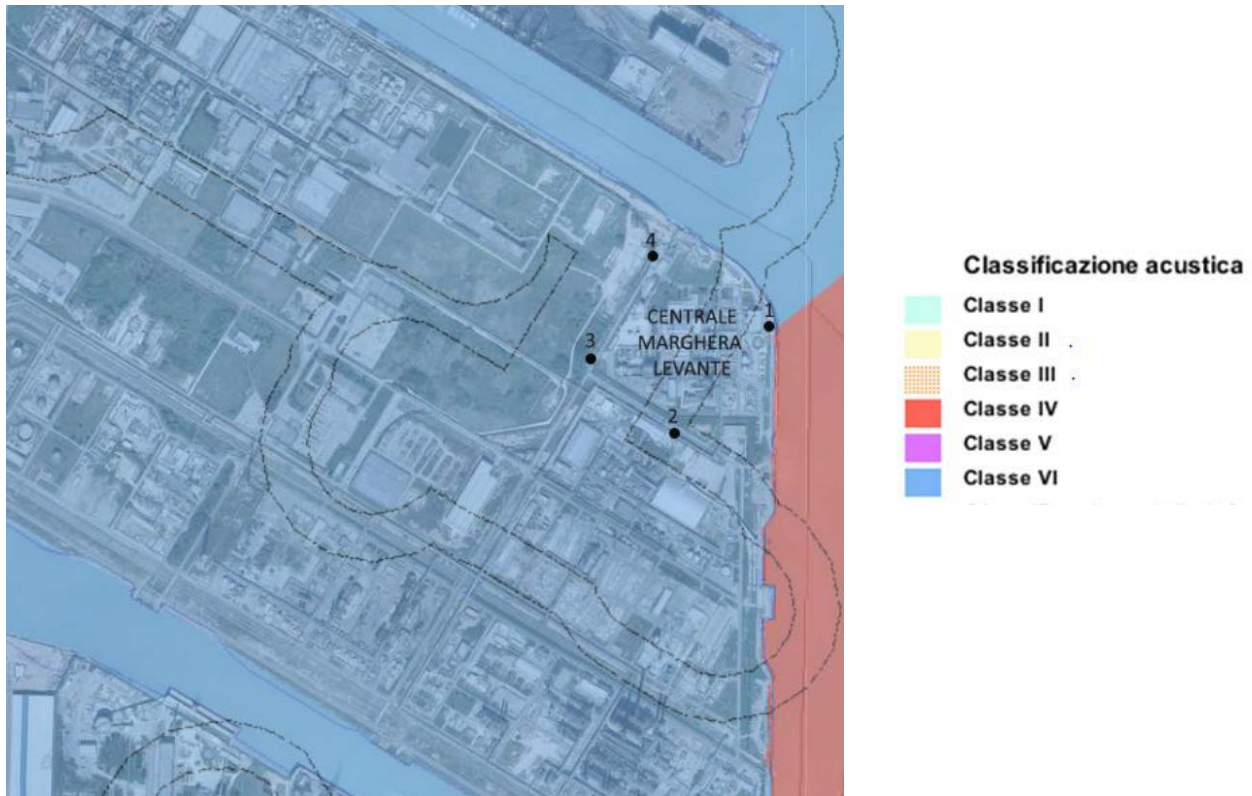 4
1
CENTRALE
MARGHERA
LEVANTE
3
2
Classificazione acustica
Classe I
Classe II
Classe III
Classe IV
Classe V
Classe VI